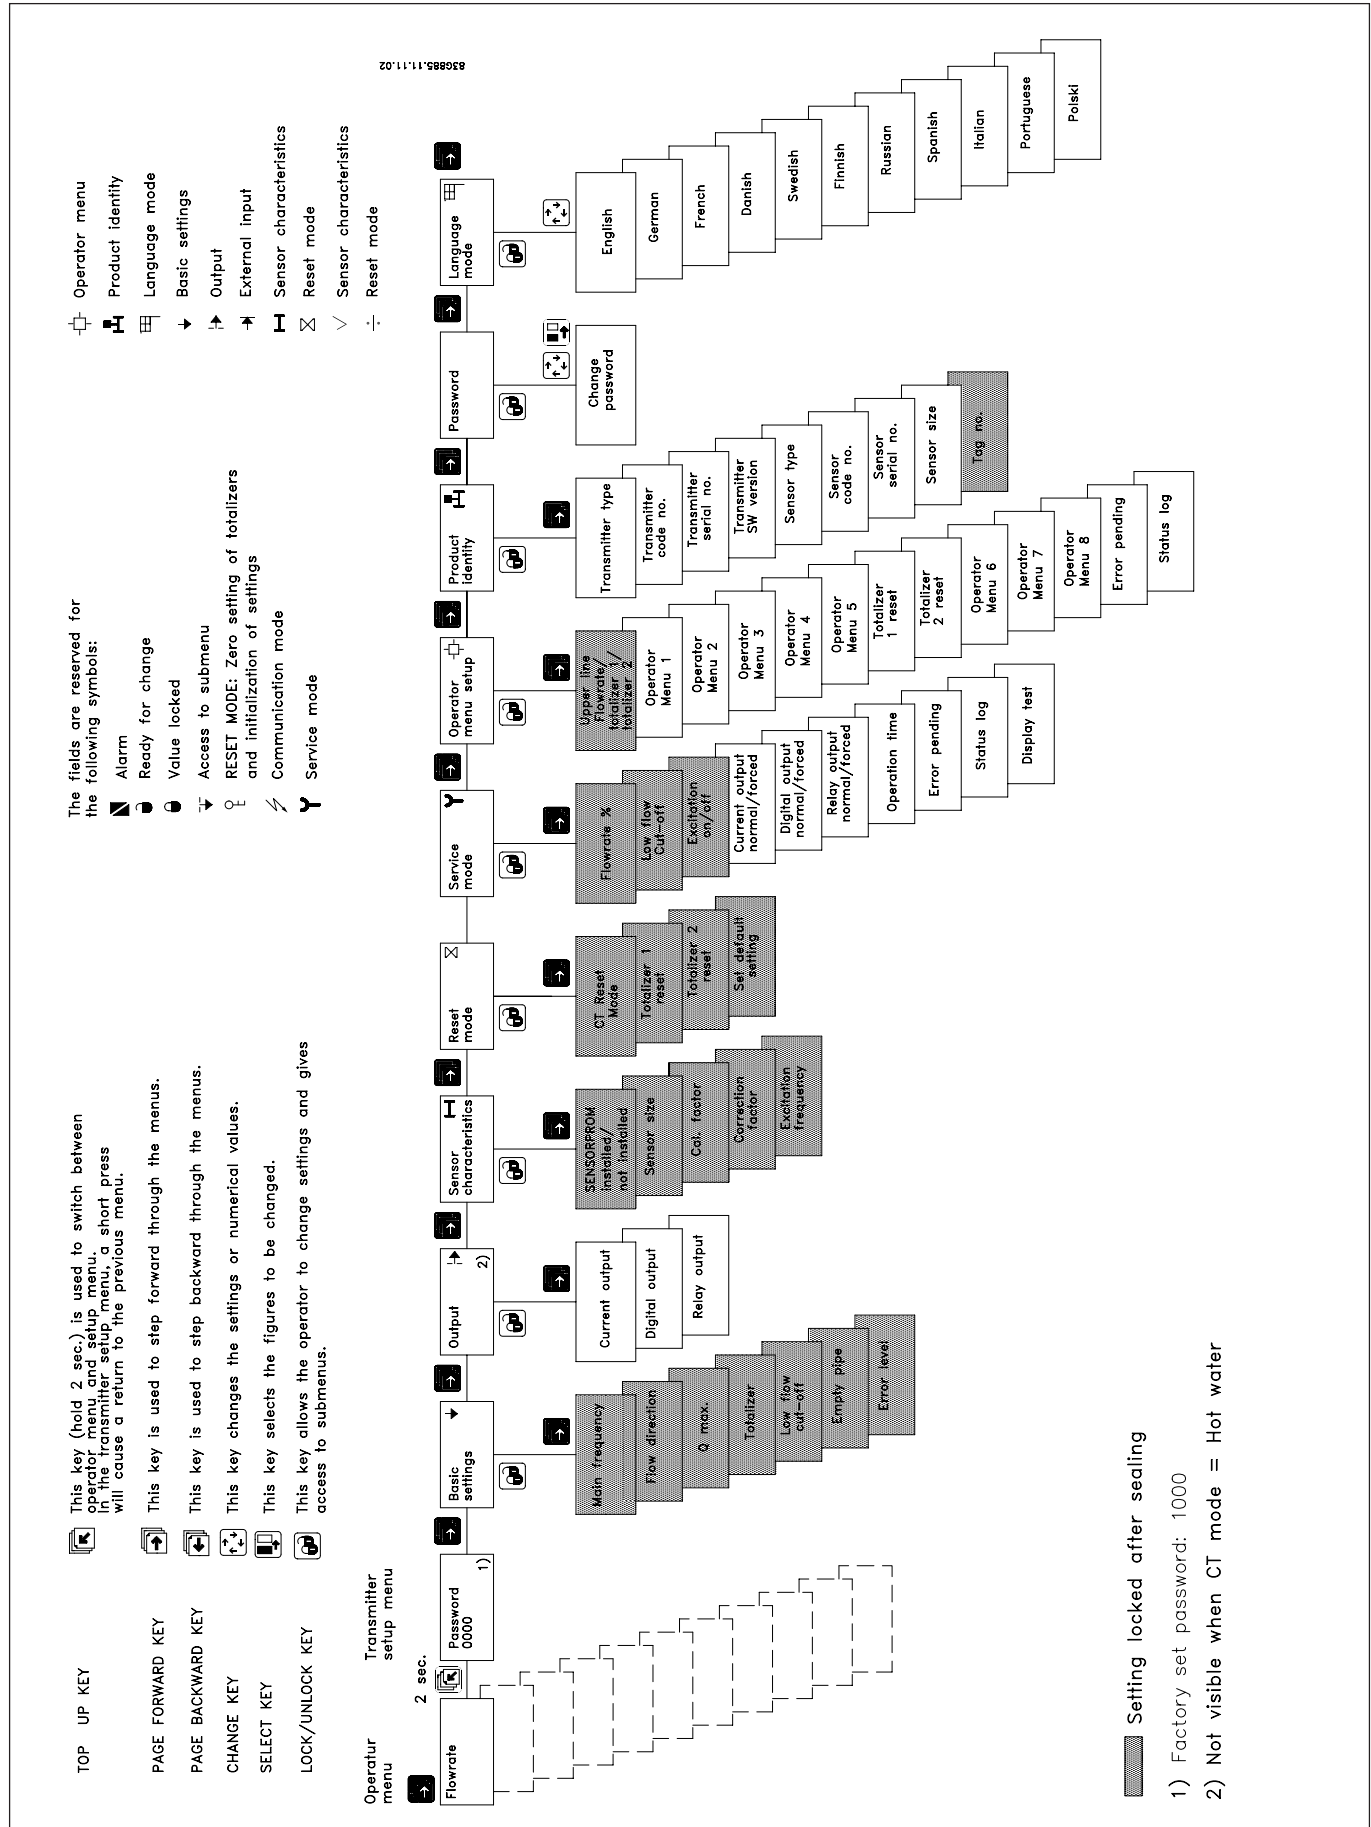 TOP UP KEY
This key (hold 2 sec.) is used to switch between
operator menu and setup menu.
In the transmitter setup menu, a short press
will cause a return to the previous menu.
PAGE FORWARD KEY
This key is used to step forward through the menus.
PAGE BACKWARD KEY
This key is used to step backward through the menus.
CHANGE KEY
This key changes the settings or numerical values.
SELECT KEY
This key selects the figures to be changed.
LOCK/UNLOCK KEY
This key allows the operator to change settings and gives
access to submenus.
The fields are reserved for
the following symbols:
Alarm
Ready for change
Value locked
Access to submenu
RESET MODE: Zero setting of totalizers
and initialization of settings
Communication mode
Service mode
Operator menu
Product identity
Language mode
Basic settings
Output
External input
Sensor characteristics
Reset mode
Sensor characteristics
Reset mode
83G885.11.11.02
Operatur
menu
2 sec.
Transmitter
setup menu
Flowrate
Password
0000
1)
Basic
settings
Main frequency
Flow direction
Q max.
Totalizer
Low flow
cut-off
Empty pipe
Error level
Output
2)
Current output
Digital output
Relay output
Sensor
characteristics
SENSORPROM
installed/
not installed
Sensor size
Cal. factor
Correction
factor
Excitation
frequency
Reset
mode
CT Reset
Mode
Totalizer 1
reset
Totalizer 2
reset
Set default
setting
Service
mode
Flowrate %
Low flow
Cut-off
Excitation
on/off
Current output
normal/forced
Digital output
normal/forced
Relay output
normal/forced
Operation time
Error pending
Status log
Display test
Operator
menu setup
Upper line
Flowrate/
totalizer 1/
totalizer 2
Operator
Menu 1
Operator
Menu 2
Operator
Menu 3
Operator
Menu 4
Operator
Menu 5
Totalizer
1 reset
Totalizer
2 reset
Operator
Menu 6
Operator
Menu 7
Operator
Menu 8
Error pending
Status log
Product
identity
Transmitter type
Transmitter
code no.
Transmitter
serial no.
Transmitter
SW version
Sensor type
Sensor
code no.
Sensor
serial no.
Sensor size
Tag no.
Password
Change
password
Language
mode
English
German
French
Danish
Swedish
Finnish
Russian
Spanish
Italian
Portuguese
Polski
Setting locked after sealing
1) Factory set password: 1000
2) Not visible when CT mode = Hot water